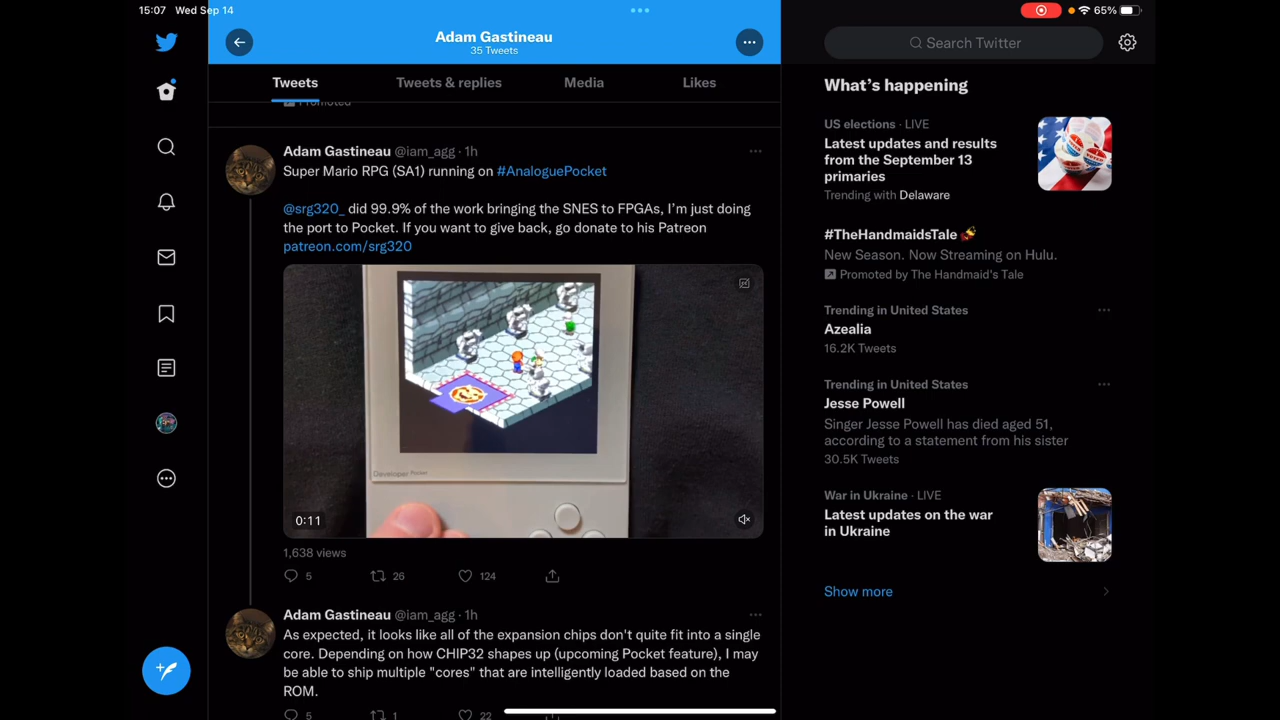 15:07 Wed Sep 14
65%
Adam Gastineau
35 Tweets
Search Twitter
Tweets
Tweets & replies
Media
Likes
Promoted
Adam Gastineau @iam_agg · 1h
Super Mario RPG (SA1) running on #AnaloguePocket
@srg320_ did 99.9% of the work bringing the SNES to FPGAs, I'm just doing
the port to Pocket. If you want to give back, go donate to his Patreon
patreon.com/srg320
Developer Pocket
0:11
1,638 views
5
26
124
Adam Gastineau @iam_agg · 1h
As expected, it looks like all of the expansion chips don't quite fit into a single
core. Depending on how CHIP32 shapes up (upcoming Pocket feature), I may
be able to ship multiple "cores" that are intelligently loaded based on the
ROM.
5
1
22
What's happening
US elections · LIVE
Latest updates and results
from the September 13
primaries
Trending with Delaware
#TheHandmaidsTale
New Season. Now Streaming on Hulu.
Promoted by The Handmaid's Tale
Trending in United States
Azealia
16.2K Tweets
Trending in United States
Jesse Powell
Singer Jesse Powell has died aged 51,
according to a statement from his sister
30.5K Tweets
War in Ukraine · LIVE
Latest updates on the war
in Ukraine
Show more